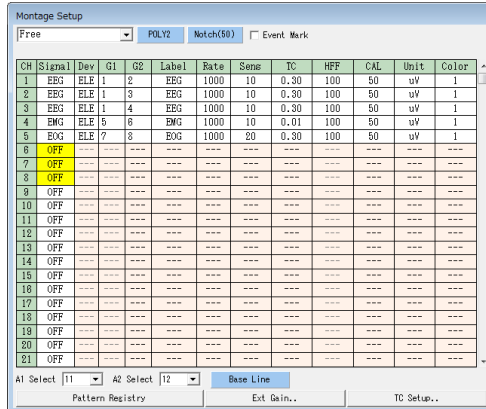 Montage Setup
Free POLY2 Notch(50) Event Mark
CH Signal Dev G1 G2 Label Rate Sens TC HFF CAL Unit Color
1 EEG ELE 1 2 EEG 1000 10 0.30 100 50 uV 1
2 EEG ELE 1 3 EEG 1000 10 0.30 100 50 uV 1
3 EEG ELE 1 4 EEG 1000 10 0.30 100 50 uV 1
4 EMG ELE 5 6 EMG 1000 10 0.01 100 50 uV 1
5 EOG ELE 7 8 EOG 1000 20 0.30 100 50 uV 1
6 OFF --- --- --- --- --- --- --- --- --- --- ---
7 OFF --- --- --- --- --- --- --- --- --- --- ---
8 OFF --- --- --- --- --- --- --- --- --- --- ---
9 OFF --- --- --- --- --- --- --- --- --- --- ---
10 OFF --- --- --- --- --- --- --- --- --- --- ---
11 OFF --- --- --- --- --- --- --- --- --- --- ---
12 OFF --- --- --- --- --- --- --- --- --- --- ---
13 OFF --- --- --- --- --- --- --- --- --- --- ---
14 OFF --- --- --- --- --- --- --- --- --- --- ---
15 OFF --- --- --- --- --- --- --- --- --- --- ---
16 OFF --- --- --- --- --- --- --- --- --- --- ---
17 OFF --- --- --- --- --- --- --- --- --- --- ---
18 OFF --- --- --- --- --- --- --- --- --- --- ---
19 OFF --- --- --- --- --- --- --- --- --- --- ---
20 OFF --- --- --- --- --- --- --- --- --- --- ---
21 OFF --- --- --- --- --- --- --- --- --- --- ---
A1 Select 11 A2 Select 12 Base Line
Pattern Registry Ext Gain.. TC Setup..